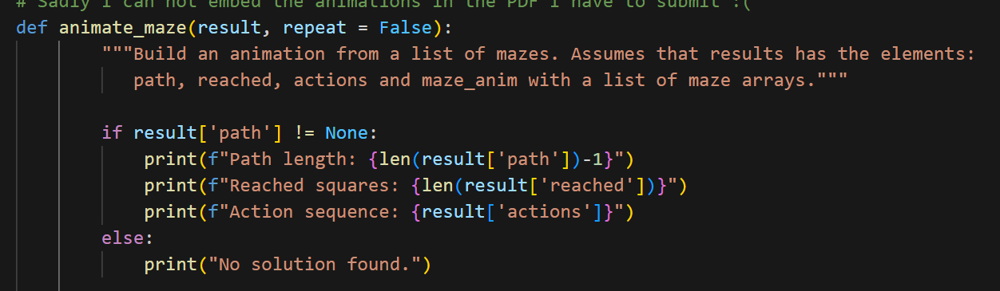 # Sadly I can not embed the animations in the PDF I have to submit :(
def animate_maze(result, repeat = False):
"""Build an animation from a list of mazes. Assumes that results has the elements:
path, reached, actions and maze_anim with a list of maze arrays."""
if result['path'] != None:
print(f"Path length: {len(result['path'])-1}")
print(f"Reached squares: {len(result['reached'])}")
print(f"Action sequence: {result['actions']}")
else:
print("No solution found.")